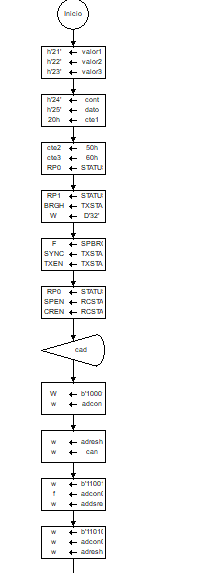 Inicio
h'21' ← valor1
h'22' ← valor2
h'23' ← valor3
h'24' ← cont
h'25' ← dato
20h ← cte1
cte2 ← 50h
cte3 ← 60h
RP0 ← STATU
RP1 ← STATU
BRGH ← TXSTA
W ← D'32'
F ← SPBR
SYNC ← TXSTA
TXEN ← TXSTA
RP0 ← STATU
SPEN ← RCSTA
CREN ← RCSTA
cad
W ← b'1000
w ← adcon
w ← adresh
w ← can
w ← b'1100'
f ← adcon
w ← addsre
w ← b'1101
w ← adcon
w ← adresh